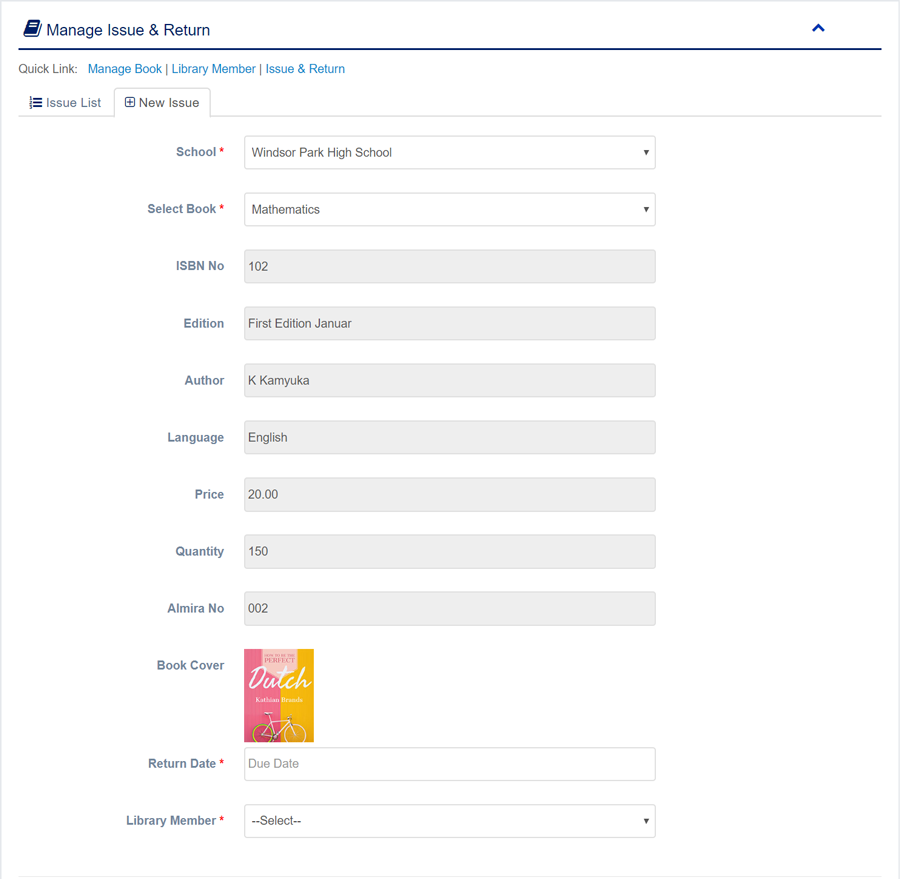 Manage Issue & Return
Quick Link: Manage Book | Library Member | Issue & Return
Issue List New Issue
School * Windsor Park High School
Select Book * Mathematics
ISBN No 102
Edition First Edition Januar
Author K Kamyuka
Language English
Price 20.00
Quantity 150
Almira No 002
Book Cover
HOW TO BE THE
PERFECT
Dutch
Kathian Brands
Return Date * Due Date
Library Member * --Select--